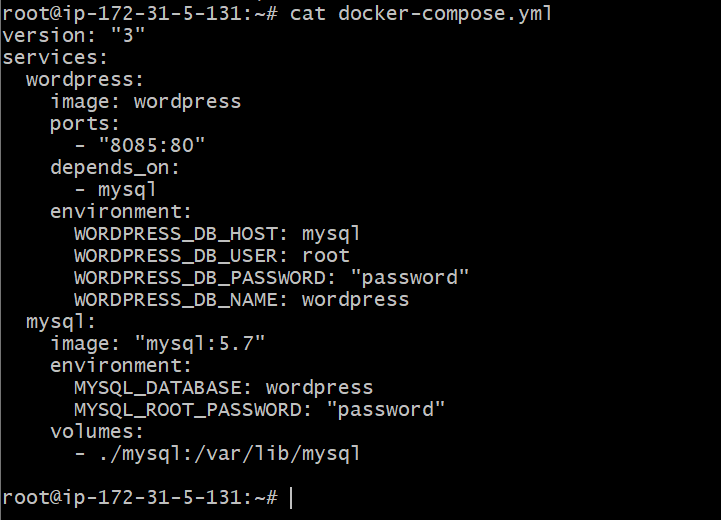 root@ip-172-31-5-131:~# cat docker-compose.yml
version: "3"
services:
  wordpress:
    image: wordpress
    ports:
      - "8085:80"
    depends_on:
      - mysql
    environment:
      WORDPRESS_DB_HOST: mysql
      WORDPRESS_DB_USER: root
      WORDPRESS_DB_PASSWORD: "password"
      WORDPRESS_DB_NAME: wordpress
  mysql:
    image: "mysql:5.7"
    environment:
      MYSQL_DATABASE: wordpress
      MYSQL_ROOT_PASSWORD: "password"
    volumes:
      - ./mysql:/var/lib/mysql

root@ip-172-31-5-131:~#